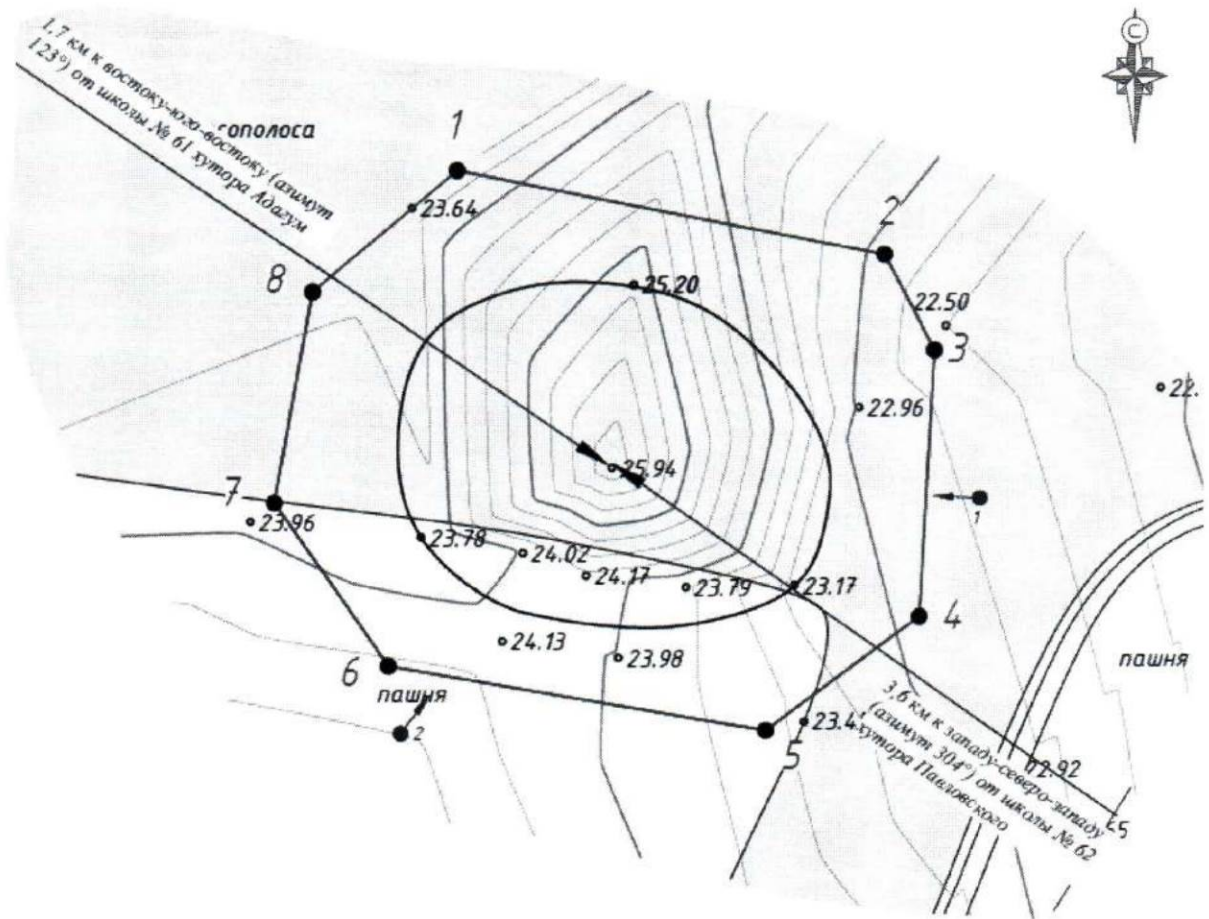 С
1,7 км к востоку-юго-востоку (азимут
123°) от школы № 61 хутора Адагум
сополоса
1
23.64
2
8
25.20
22.50
3
22.96
22.
25.94
7
23.96
23.78
24.02
24.17
23.79
23.17
1
4
24.13
23.98
6
пашня
2
5
23.4
пашня
3,6 км к западу-северо-западу
(азимут 304°) от школы № 62
хутора Павловского
2.92